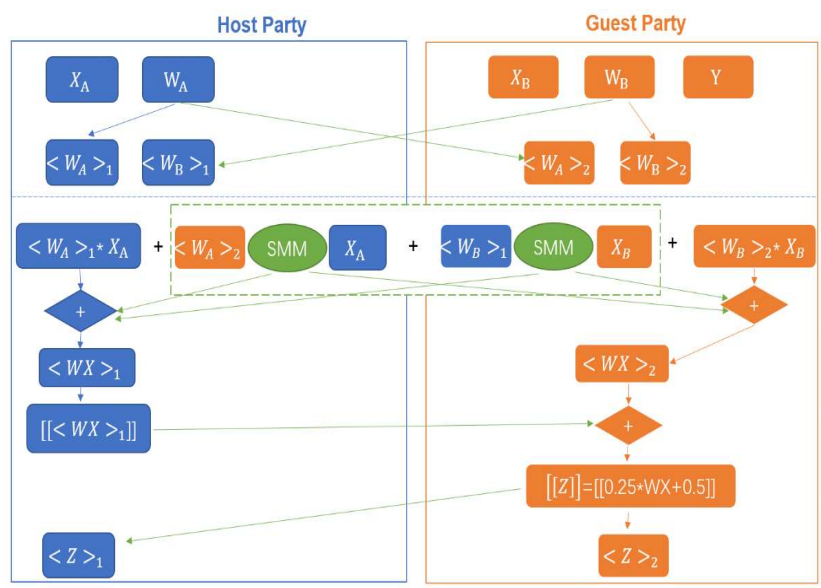 Host Party
Guest Party
X_A
W_A
X_B
W_B
Y
< W_A >_1
< W_B >_1
< W_A >_2
< W_B >_2
< W_A >_1* X_A + < W_A >_2 SMM X_A + < W_B >_1 SMM X_B + < W_B >_2* X_B
+
+
< WX >_1
< WX >_2
[[< WX >_1]]
+
[[Z]]=[[0.25*WX+0.5]]
< Z >_1
< Z >_2